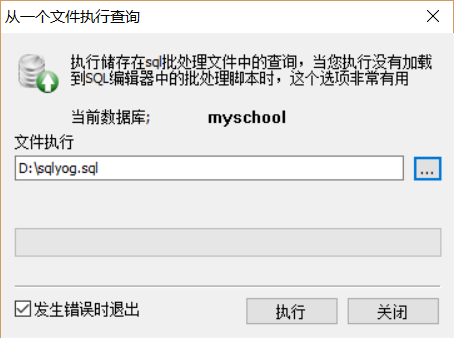 从一个文件执行查询
执行储存在sql批处理文件中的查询，当您执行没有加载
到SQL编辑器中的批处理脚本时，这个选项非常有用
当前数据库; myschool
文件执行
D:\sqlyog.sql
...
发生错误时退出
执行
关闭